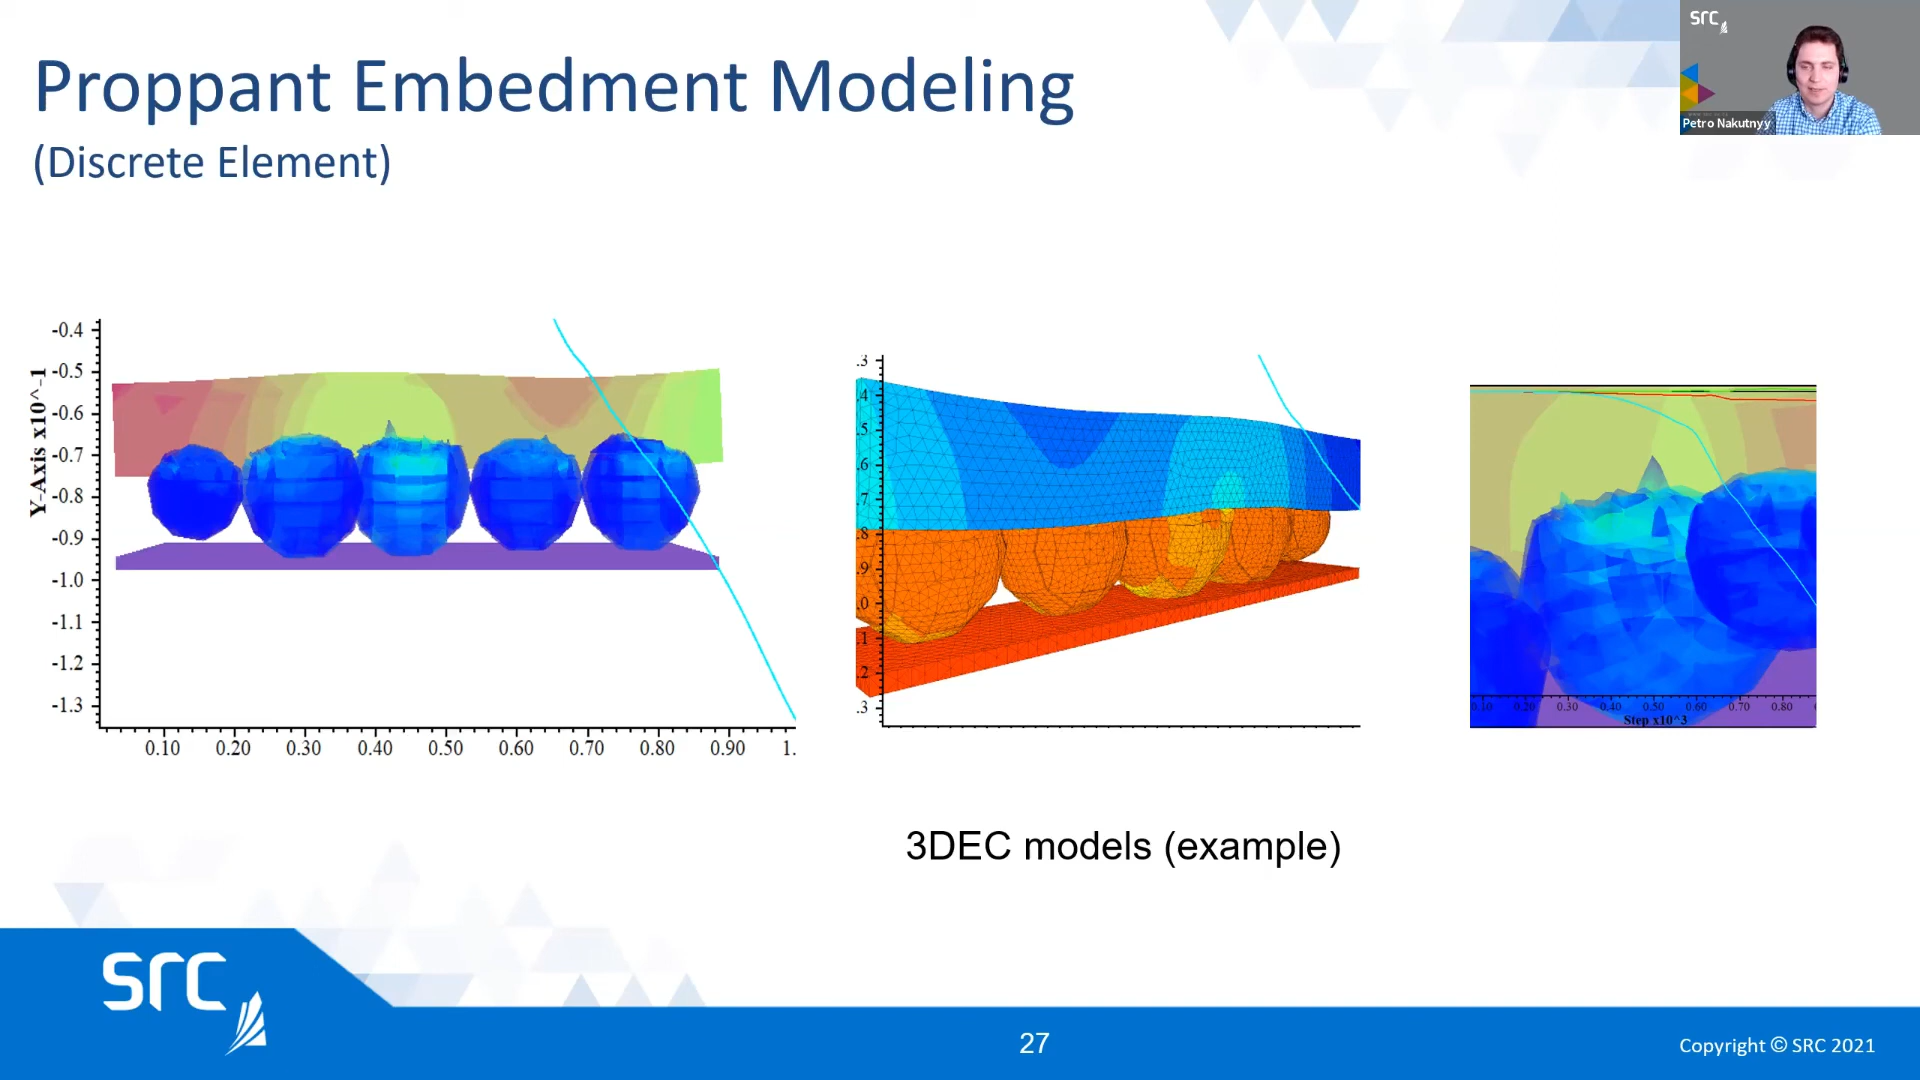 Proppant Embedment Modeling
(Discrete Element)
src
Petro Nakutnyy
Y-Axis x10^-1
-0.4
-0.5
-0.6
-0.7
-0.8
-0.9
-1.0
-1.1
-1.2
-1.3
0.10 0.20 0.30 0.40 0.50 0.60 0.70 0.80 0.90 1.
.3
.4
.5
.6
.7
.8
.9
.0
.1
.2
.3
0.10 0.20 0.30 0.40 0.50 0.60 0.70 0.80
Step x10^3
3DEC models (example)
src
27
Copyright © SRC 2021